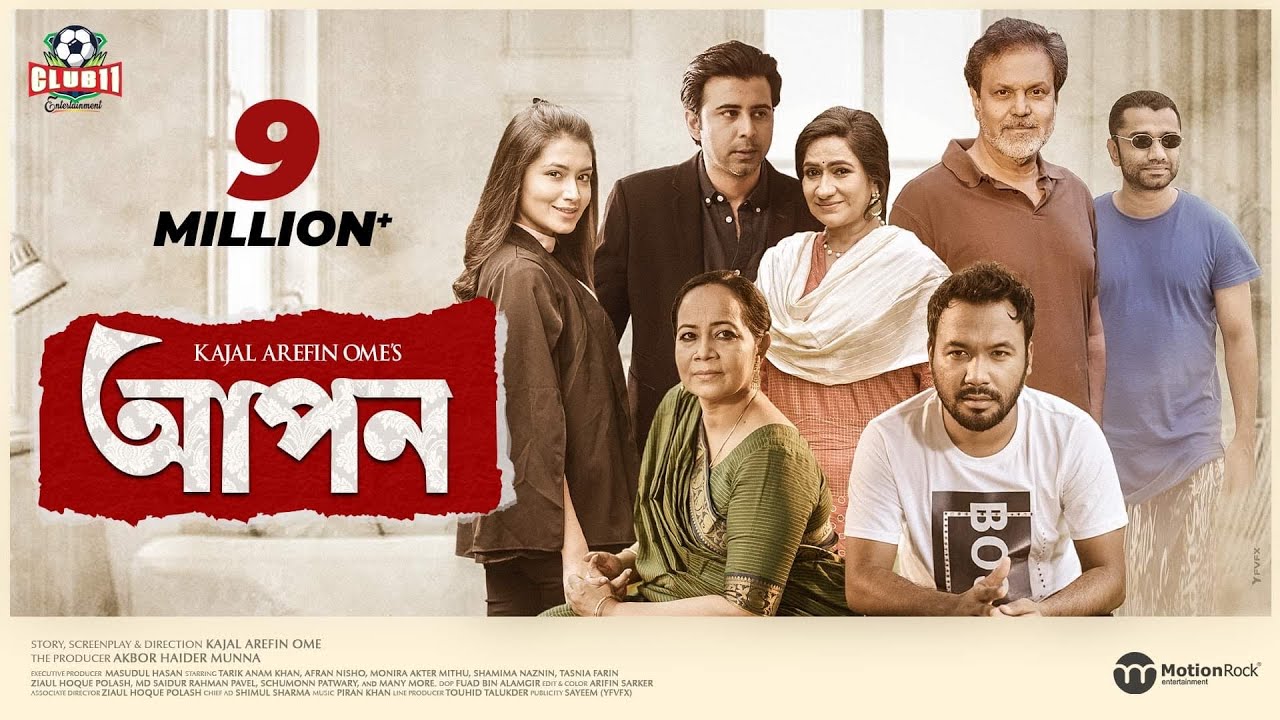 CLUB11
Entertainment
9
MILLION+
KAJAL AREFIN OME'S
আপন
BO
YFVFX
STORY, SCREENPLAY & DIRECTION KAJAL AREFIN OME
THE PRODUCER AKBOR HAIDER MUNNA
EXECUTIVE PRODUCER MASUDUL HASAN STARRING TARIK ANAM KHAN, AFRAN NISHO, MONIRA AKTER MITHU, SHAMIMA NAZNIN, TASNIA FARIN
ZIAUL HOQUE POLASH, MD SAIDUR RAHMAN PAVEL, SCHUMONN PATWARY, AND MANY MORE. DOP FUAD BIN ALAMGIR EDIT & COLOR ARIFIN SARKER
ASSOCIATE DIRECTOR ZIAUL HOQUE POLASH CHIEF AD SHIMUL SHARMA MUSIC PIRAN KHAN LINE PRODUCER TOUHID TALUKDER PUBLICITY SAYEEM (YFVFX)
m MotionRock
entertainment